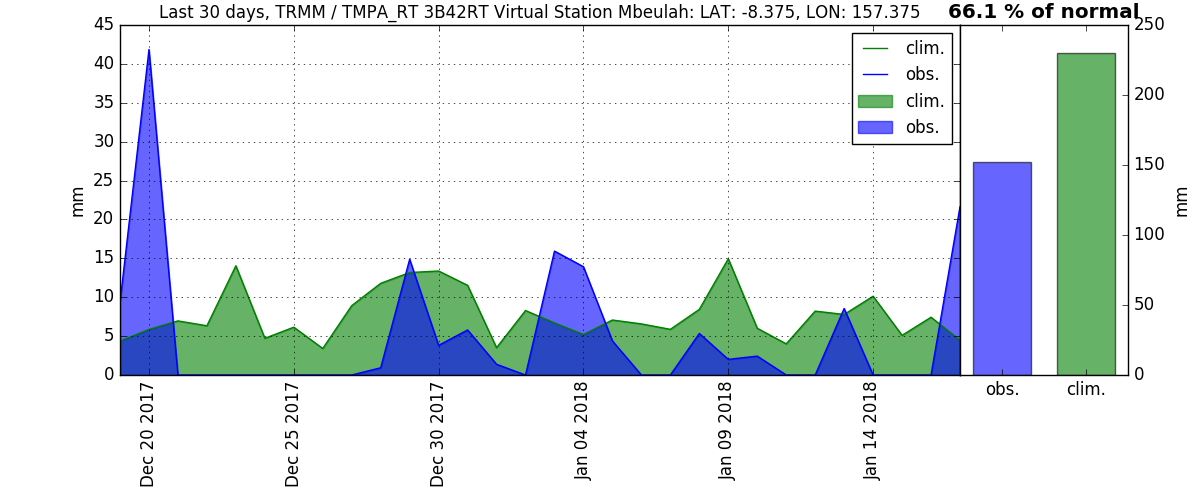 Last 30 days, TRMM / TMPA_RT 3B42RT Virtual Station Mbeulah: LAT: -8.375, LON: 157.375
66.1 % of normal
45
40
35
30
25
20
15
10
5
0
mm
clim.
obs.
clim.
obs.
250
200
150
100
50
0
mm
Dec 20 2017
Dec 25 2017
Dec 30 2017
Jan 04 2018
Jan 09 2018
Jan 14 2018
obs.
clim.